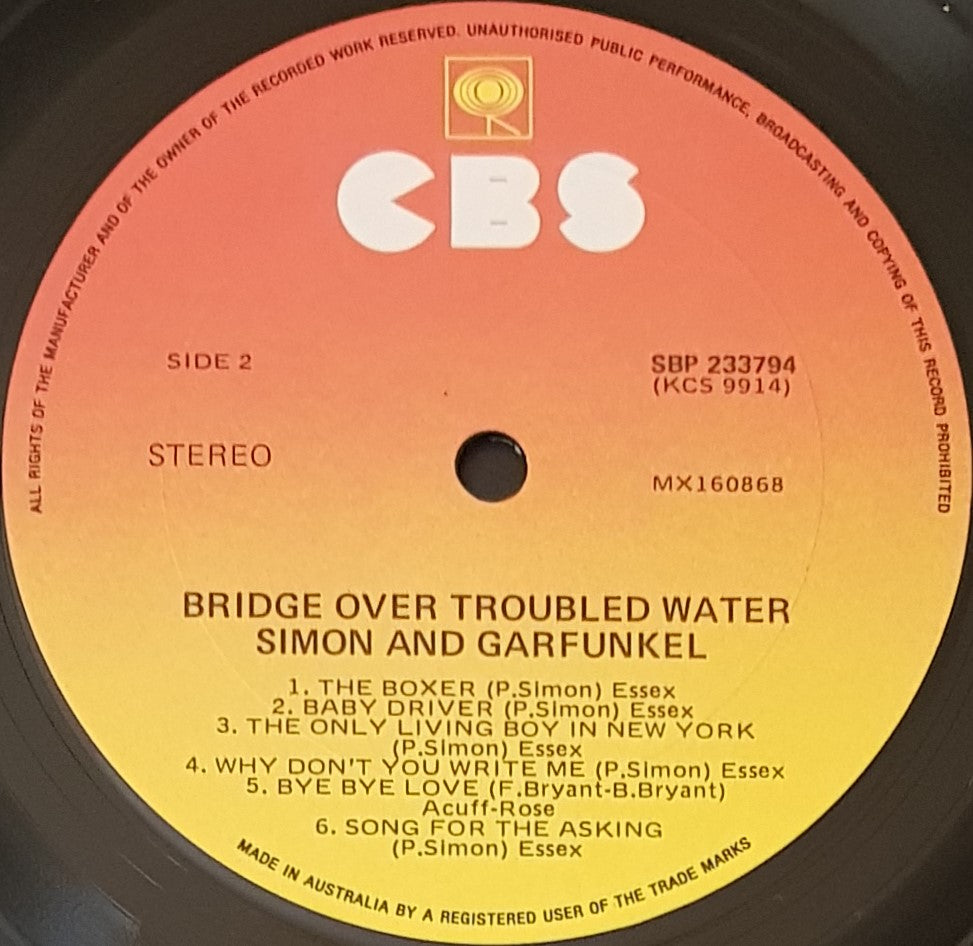 ALL RIGHTS OF THE MANUFACTURER AND OF THE OWNER OF THE RECORDED WORK RESERVED. UNAUTHORISED PUBLIC PERFORMANCE, BROADCASTING AND COPYING OF THIS RECORD PROHIBITED
CBS
SIDE 2
SBP 233794
(KCS 9914)
STEREO
MX160868
BRIDGE OVER TROUBLED WATER
SIMON AND GARFUNKEL
1. THE BOXER (P.Simon) Essex
2. BABY DRIVER (P.Simon) Essex
3. THE ONLY LIVING BOY IN NEW YORK
(P.Simon) Essex
4. WHY DON'T YOU WRITE ME (P.Simon) Essex
5. BYE BYE LOVE (F.Bryant-B.Bryant)
Acuff-Rose
6. SONG FOR THE ASKING
(P.Simon) Essex
MADE IN AUSTRALIA BY A REGISTERED USER OF THE TRADE MARKS